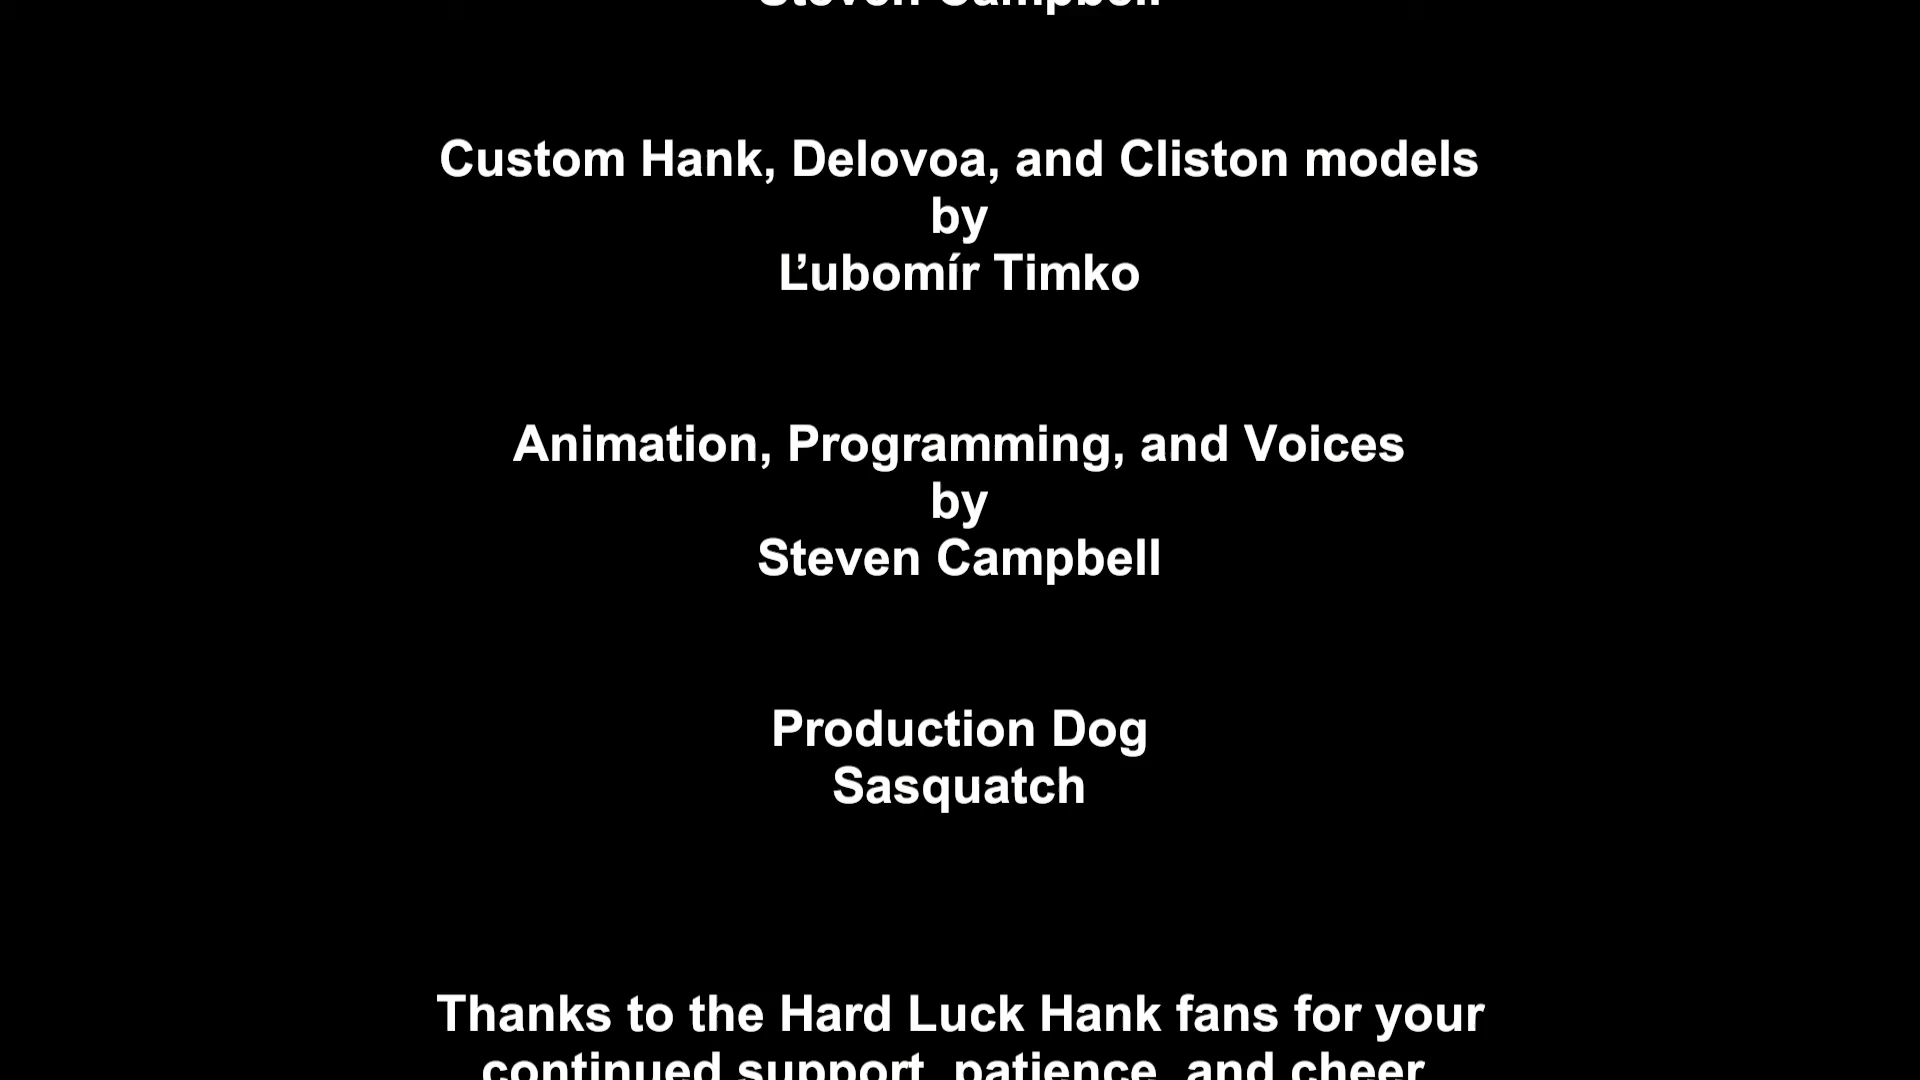 Steven Campbell
Custom Hank, Delovoa, and Cliston models
by
Ľubomír Timko
Animation, Programming, and Voices
by
Steven Campbell
Production Dog
Sasquatch
Thanks to the Hard Luck Hank fans for your
continued support, patience, and cheer